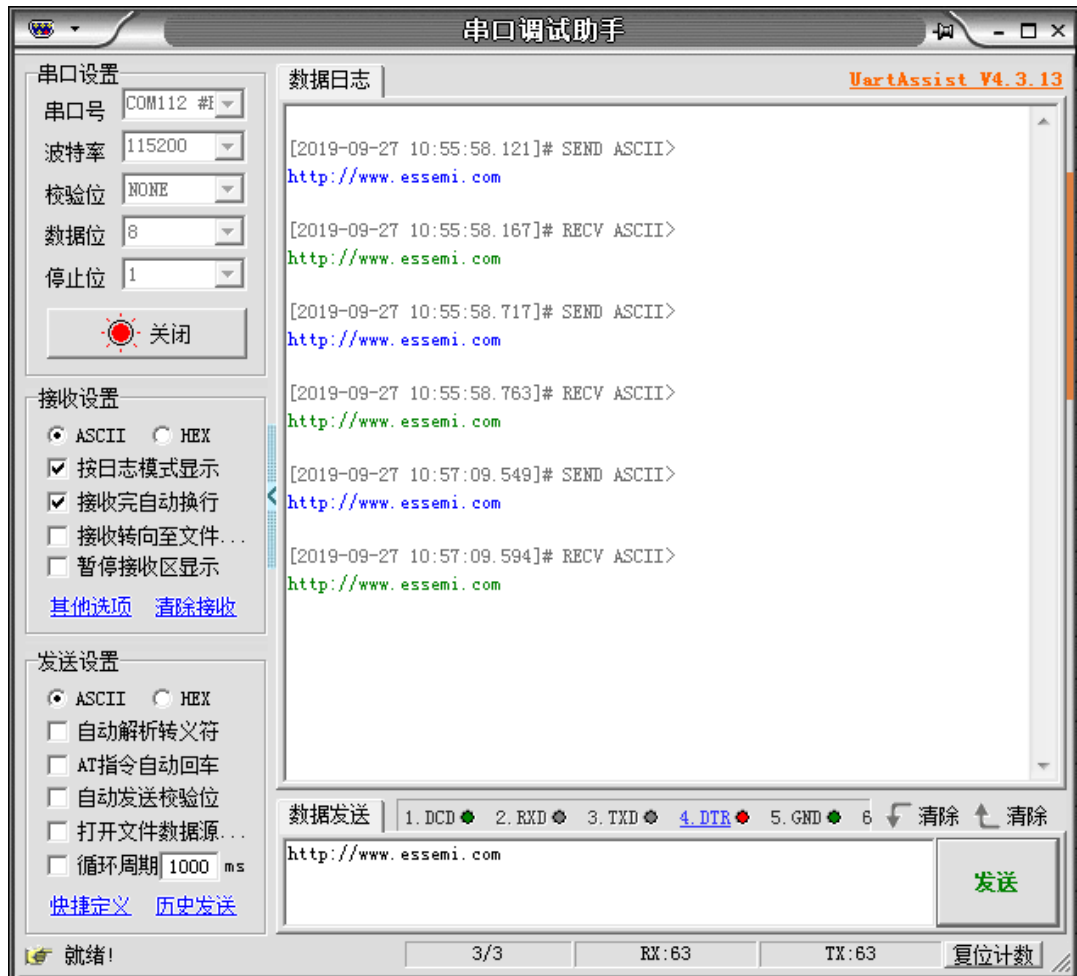 串口调试助手
串口设置
串口号 COM112 #
波特率 115200
校验位 NONE
数据位 8
停止位 1
关闭
接收设置
ASCII HEX
按日志模式显示
接收完自动换行
接收转向至文件...
暂停接收区显示
其他选项 清除接收
发送设置
ASCII HEX
自动解析转义符
AT指令自动回车
自动发送校验位
打开文件数据源...
循环周期 1000 ms
快捷定义 历史发送
数据日志 UartAssist V4.3.13
[2019-09-27 10:55:58.121]# SEND ASCII>
http://www.essemi.com
[2019-09-27 10:55:58.167]# RECV ASCII>
http://www.essemi.com
[2019-09-27 10:55:58.717]# SEND ASCII>
http://www.essemi.com
[2019-09-27 10:55:58.763]# RECV ASCII>
http://www.essemi.com
[2019-09-27 10:57:09.549]# SEND ASCII>
http://www.essemi.com
[2019-09-27 10:57:09.594]# RECV ASCII>
http://www.essemi.com
数据发送 1.DCD 2.RXD 3.TXD 4.DTR 5.GND 6 清除 清除
http://www.essemi.com
发送
就绪! 3/3 RX:63 TX:63 复位计数